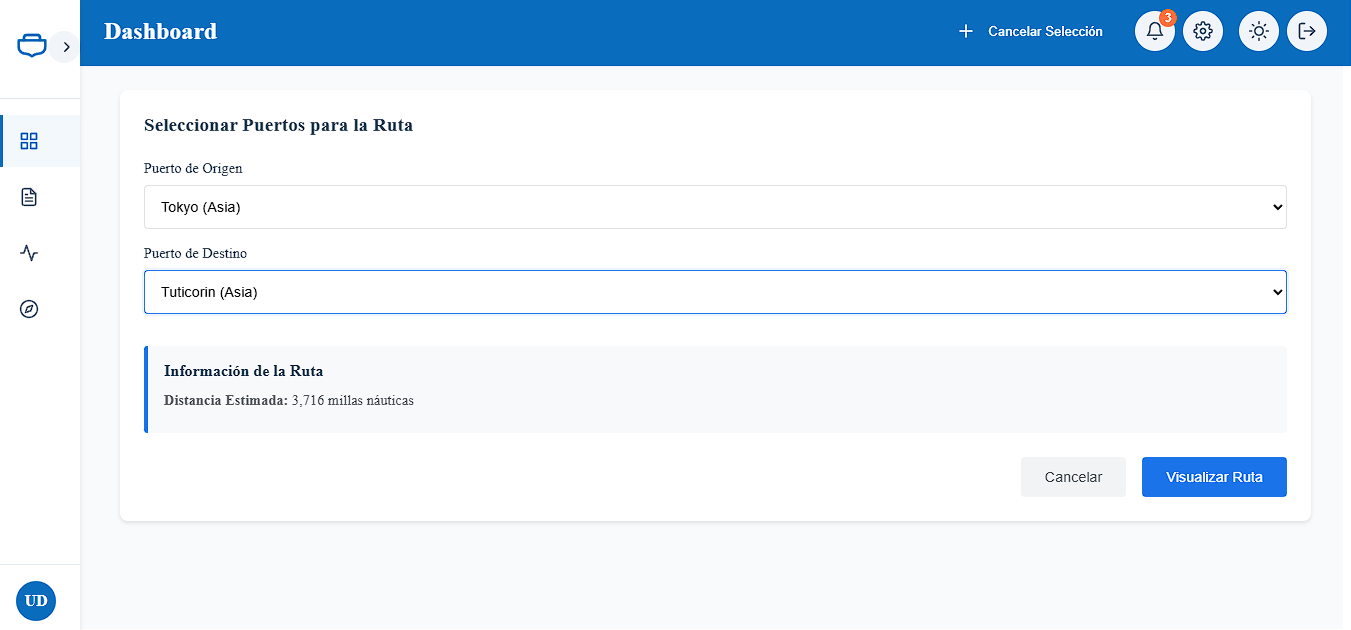 Dashboard
Cancelar Selección
3
Seleccionar Puertos para la Ruta
Puerto de Origen
Tokyo (Asia)
Puerto de Destino
Tuticorin (Asia)
Información de la Ruta
Distancia Estimada: 3,716 millas náuticas
Cancelar
Visualizar Ruta
UD